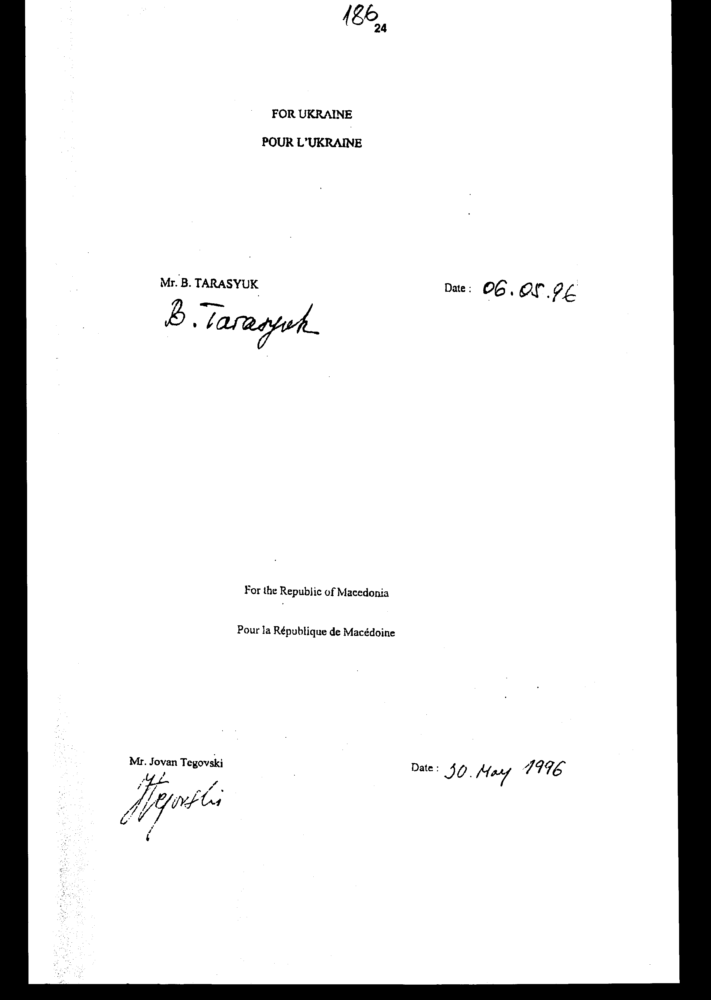 186
24
FOR UKRAINE
POUR L'UKRAINE
Mr. B. TARASYUK
Date : 06.05.96
B. Tarasyuk
For the Republic of Macedonia
Pour la République de Macédoine
Mr. Jovan Tegovski
Date : 30. May 1996
JTegovski